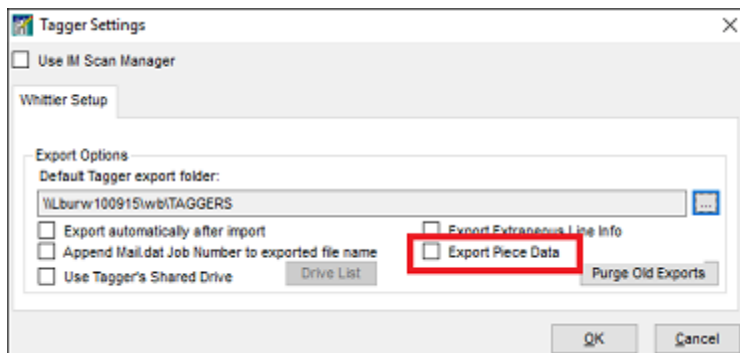 Tagger Settings
Use IM Scan Manager
Whittier Setup
Export Options
Default Tagger export folder:
\\Lburw100915\wb\TAGGERS
...
Export automatically after import
Export Extraneous Line Info
Append Mail.dat Job Number to exported file name
Export Piece Data
Use Tagger's Shared Drive
Drive List
Purge Old Exports
OK
Cancel